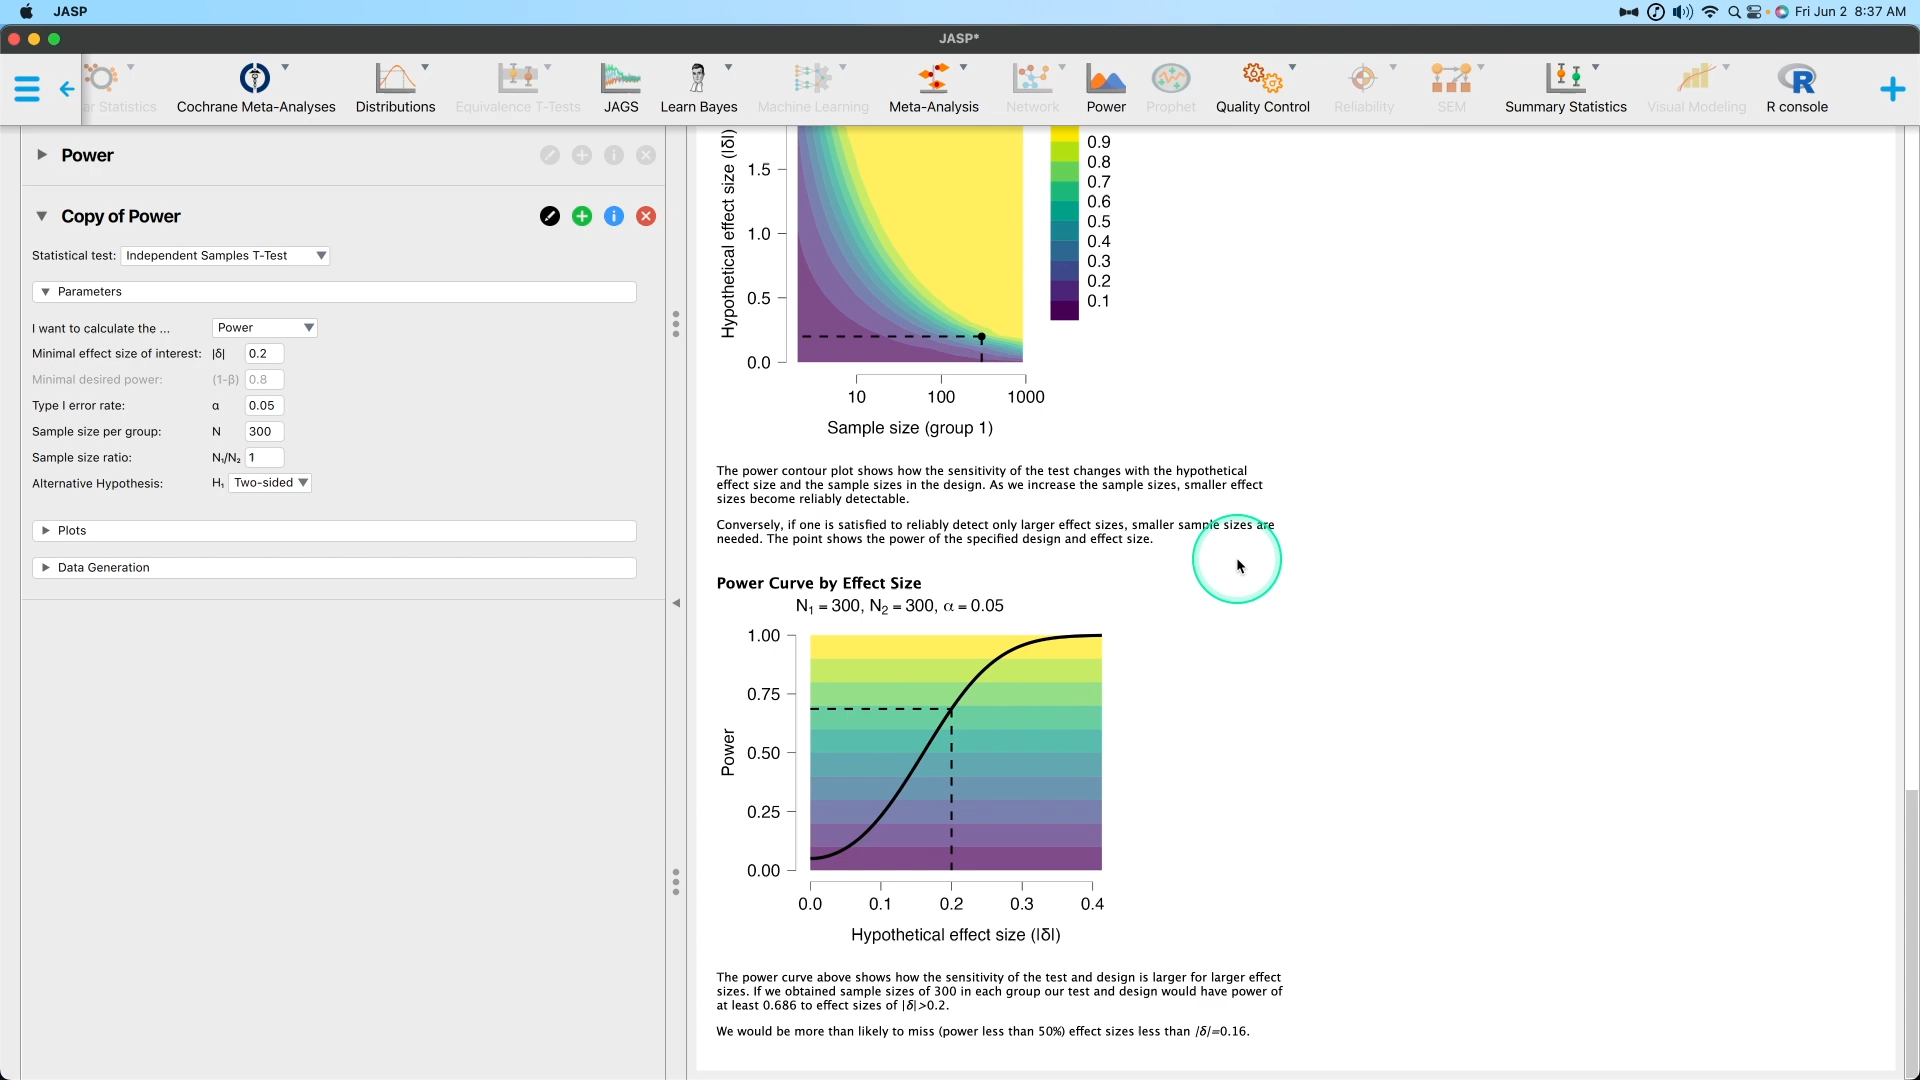 JASP
Fri Jun 2 8:37 AM
JASP*
ar Statistics
Cochrane Meta-Analyses
Distributions
Equivalence T-Tests
JAGS
Learn Bayes
Machine Learning
Meta-Analysis
Network
Power
Prophet
Quality Control
Reliability
SEM
Summary Statistics
Visual Modeling
R console
Power
Copy of Power
Statistical test: Independent Samples T-Test
Parameters
I want to calculate the ... Power
Minimal effect size of interest: |δ| 0.2
Minimal desired power: (1-β) 0.8
Type I error rate: α 0.05
Sample size per group: N 300
Sample size ratio: N₁/N₂ 1
Alternative Hypothesis: H₁ Two-sided
Plots
Data Generation
Hypothetical effect size (|δ|)
1.5
1.0
0.5
0.0
10 100 1000
Sample size (group 1)
0.9
0.8
0.7
0.6
0.5
0.4
0.3
0.2
0.1
The power contour plot shows how the sensitivity of the test changes with the hypothetical
effect size and the sample sizes in the design. As we increase the sample sizes, smaller effect
sizes become reliably detectable.
Conversely, if one is satisfied to reliably detect only larger effect sizes, smaller sample sizes are
needed. The point shows the power of the specified design and effect size.
Power Curve by Effect Size
N₁ = 300, N₂ = 300, α = 0.05
Power
1.00
0.75
0.50
0.25
0.00
0.0 0.1 0.2 0.3 0.4
Hypothetical effect size (|δ|)
The power curve above shows how the sensitivity of the test and design is larger for larger effect
sizes. If we obtained sample sizes of 300 in each group our test and design would have power of
at least 0.686 to effect sizes of |δ|>0.2.
We would be more than likely to miss (power less than 50%) effect sizes less than |δ|=0.16.